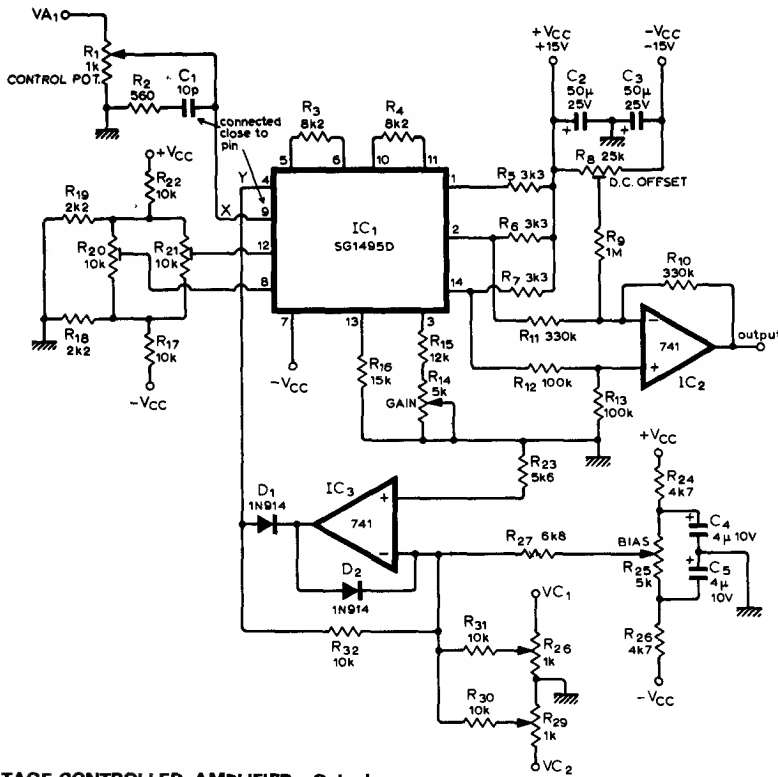 VA1
R1
1k
CONTROL POT.
R2
560
C1
10p
connected
close to
pin
R3
8k2
R4
8k2
5
6
10
11
+VCC
+15V
-VCC
-15V
C2
50µ
25V
C3
50µ
25V
+
+
R8 25k
D.C. OFFSET
Y
4
X
9
12
8
7
13
3
1
2
14
IC1
SG1495D
R5 3k3
R6 3k3
R7 3k3
R9
1M
R10
330k
R11 330k
R12 100k
R13
100k
−
+
741
IC2
output
+VCC
R22
10k
R19
2k2
R20
10k
R21
10k
R18
2k2
R17
10k
-VCC
-VCC
R16
15k
R15
12k
R14
5k
GAIN
R23
5k6
D1
1N914
IC3
741
+
−
D2
1N914
R27 6k8
BIAS
R25
5k
+VCC
R24
4k7
+
C4
4µ 10V
+
C5
4µ
10V
R26
4k7
-VCC
R32
10k
R31
10k
R30
10k
VC1
R26
1k
R29
1k
VC2